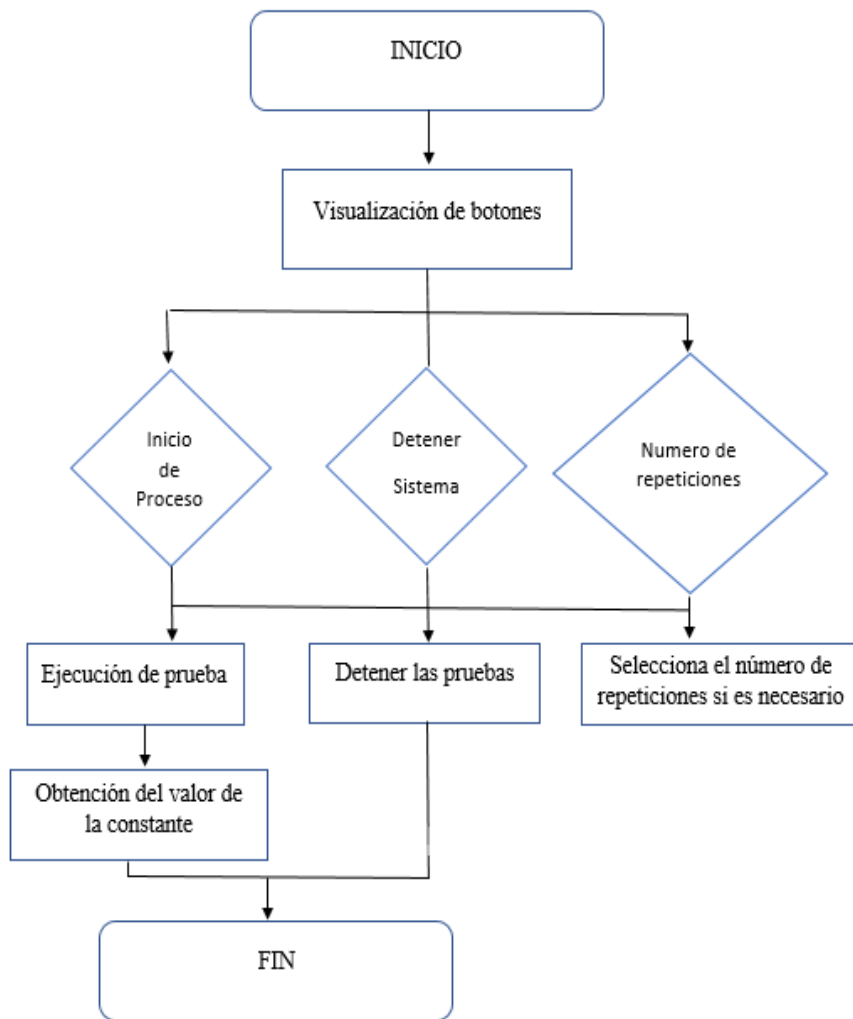 INICIO
Visualización de botones
Inicio
de
Proceso
Detener
Sistema
Numero de
repeticiones
Ejecución de prueba
Detener las pruebas
Selecciona el número de
repeticiones si es necesario
Obtención del valor de
la constante
FIN